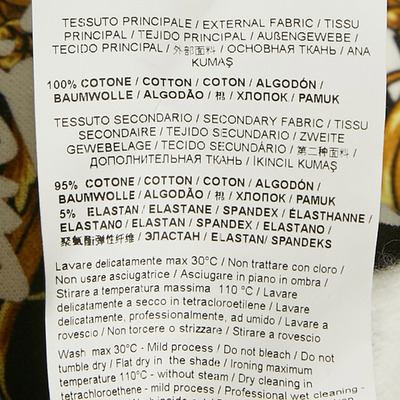 TESSUTO PRINCIPALE / EXTERNAL FABRIC / TISSU
PRINCIPAL / TEJIDO PRINCIPAL / AUßENGEWEBE /
TECIDO PRINCIPAL / 外部面料 / ОСНОВНАЯ ТКАНЬ / ANA
KUMAŞ
100% COTONE / COTTON / COTON / ALGODÓN /
BAUMWOLLE / ALGODÃO / 棉 / ХЛОПОК / PAMUK
TESSUTO SECONDARIO / SECONDARY FABRIC / TISSU
SECONDAIRE / TEJIDO SECUNDARIO / ZWEITE
GEWEBELAGE / TECIDO SECUNDÁRIO / 第二种面料 /
ДОПОЛНИТЕЛЬНАЯ ТКАНЬ / İKINCIL KUMAŞ
95% COTONE / COTTON / COTON / ALGODÓN /
BAUMWOLLE / ALGODÃO / 棉 / ХЛОПОК / PAMUK
5% ELASTAN / ELASTANE / SPANDEX / ÉLASTHANNE /
ELASTANO / ELASTAN / SPANDEX / ELASTANO /
聚氨酯弹性纤维 / ЭЛАСТАН / ELASTAN/ SPANDEKS
Lavare delicatamente max 30°C / Non trattare con cloro /
Non usare asciugatrice / Asciugare in piano in ombra /
Stirare a temperatura massima 110 °C / Lavare
delicatamente a secco in tetracloroetilene / Lavare
delicatamente, professionalmente, ad umido / Lavare a
rovescio / Non torcere o strizzare / Stirare a rovescio
Wash max 30°C - Mild process / Do not bleach / Do not
tumble dry / Flat dry in the shade / Ironing maximum
temperature 110°C - without steam / Dry cleaning in
tetrachloroethene - mild process / Professional wet cleaning -